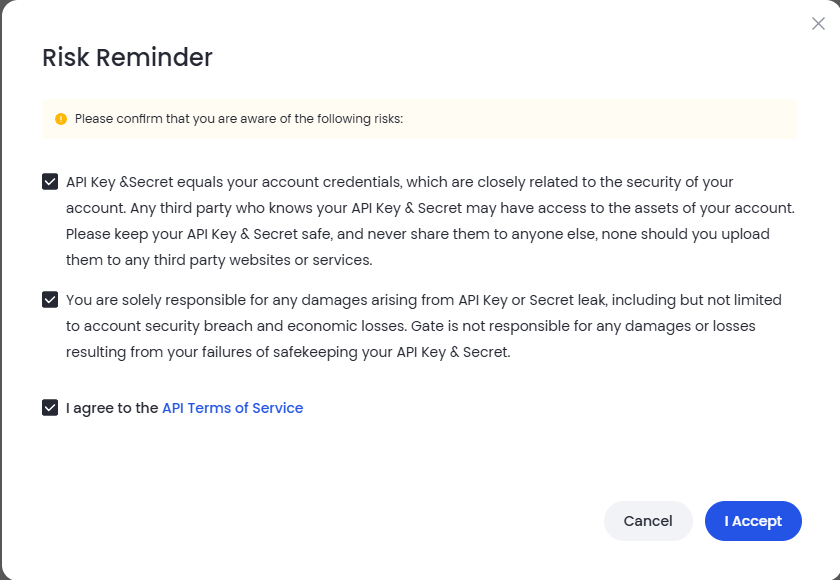 Risk Reminder
Please confirm that you are aware of the following risks:
API Key &Secret equals your account credentials, which are closely related to the security of your
account. Any third party who knows your API Key & Secret may have access to the assets of your account.
Please keep your API Key & Secret safe, and never share them to anyone else, none should you upload
them to any third party websites or services.
You are solely responsible for any damages arising from API Key or Secret leak, including but not limited
to account security breach and economic losses. Gate is not responsible for any damages or losses
resulting from your failures of safekeeping your API Key & Secret.
I agree to the API Terms of Service
Cancel
I Accept